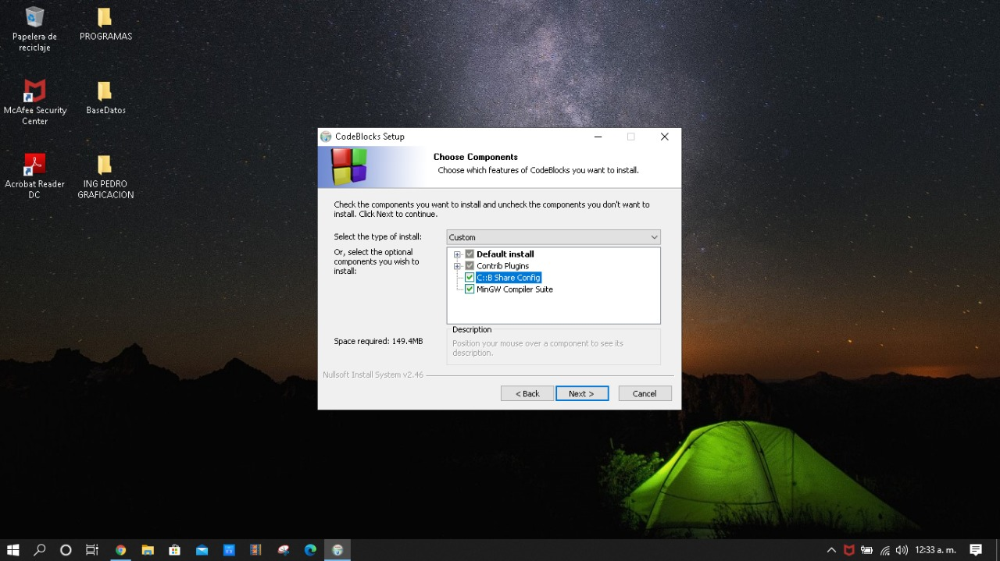 Papelera de
reciclaje
PROGRAMAS
McAfee Security
Center
BaseDatos
Acrobat Reader
DC
ING PEDRO
GRAFICACION
CodeBlocks Setup
Choose Components
Choose which features of CodeBlocks you want to install.
Check the components you want to install and uncheck the components you don't want to
install. Click Next to continue.
Select the type of install:
Custom
Or, select the optional
components you wish to
install:
Default install
Contrib Plugins
C::B Share Config
MinGW Compiler Suite
Space required: 149.4MB
Description
Position your mouse over a component to see its
description.
Nullsoft Install System v2.46
< Back
Next >
Cancel
12:33 a. m.